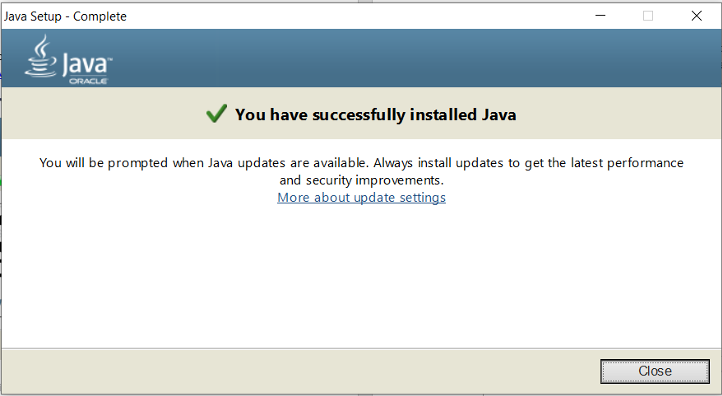 Java Setup - Complete
Java™
ORACLE
You have successfully installed Java
You will be prompted when Java updates are available. Always install updates to get the latest performance
and security improvements.
More about update settings
Close